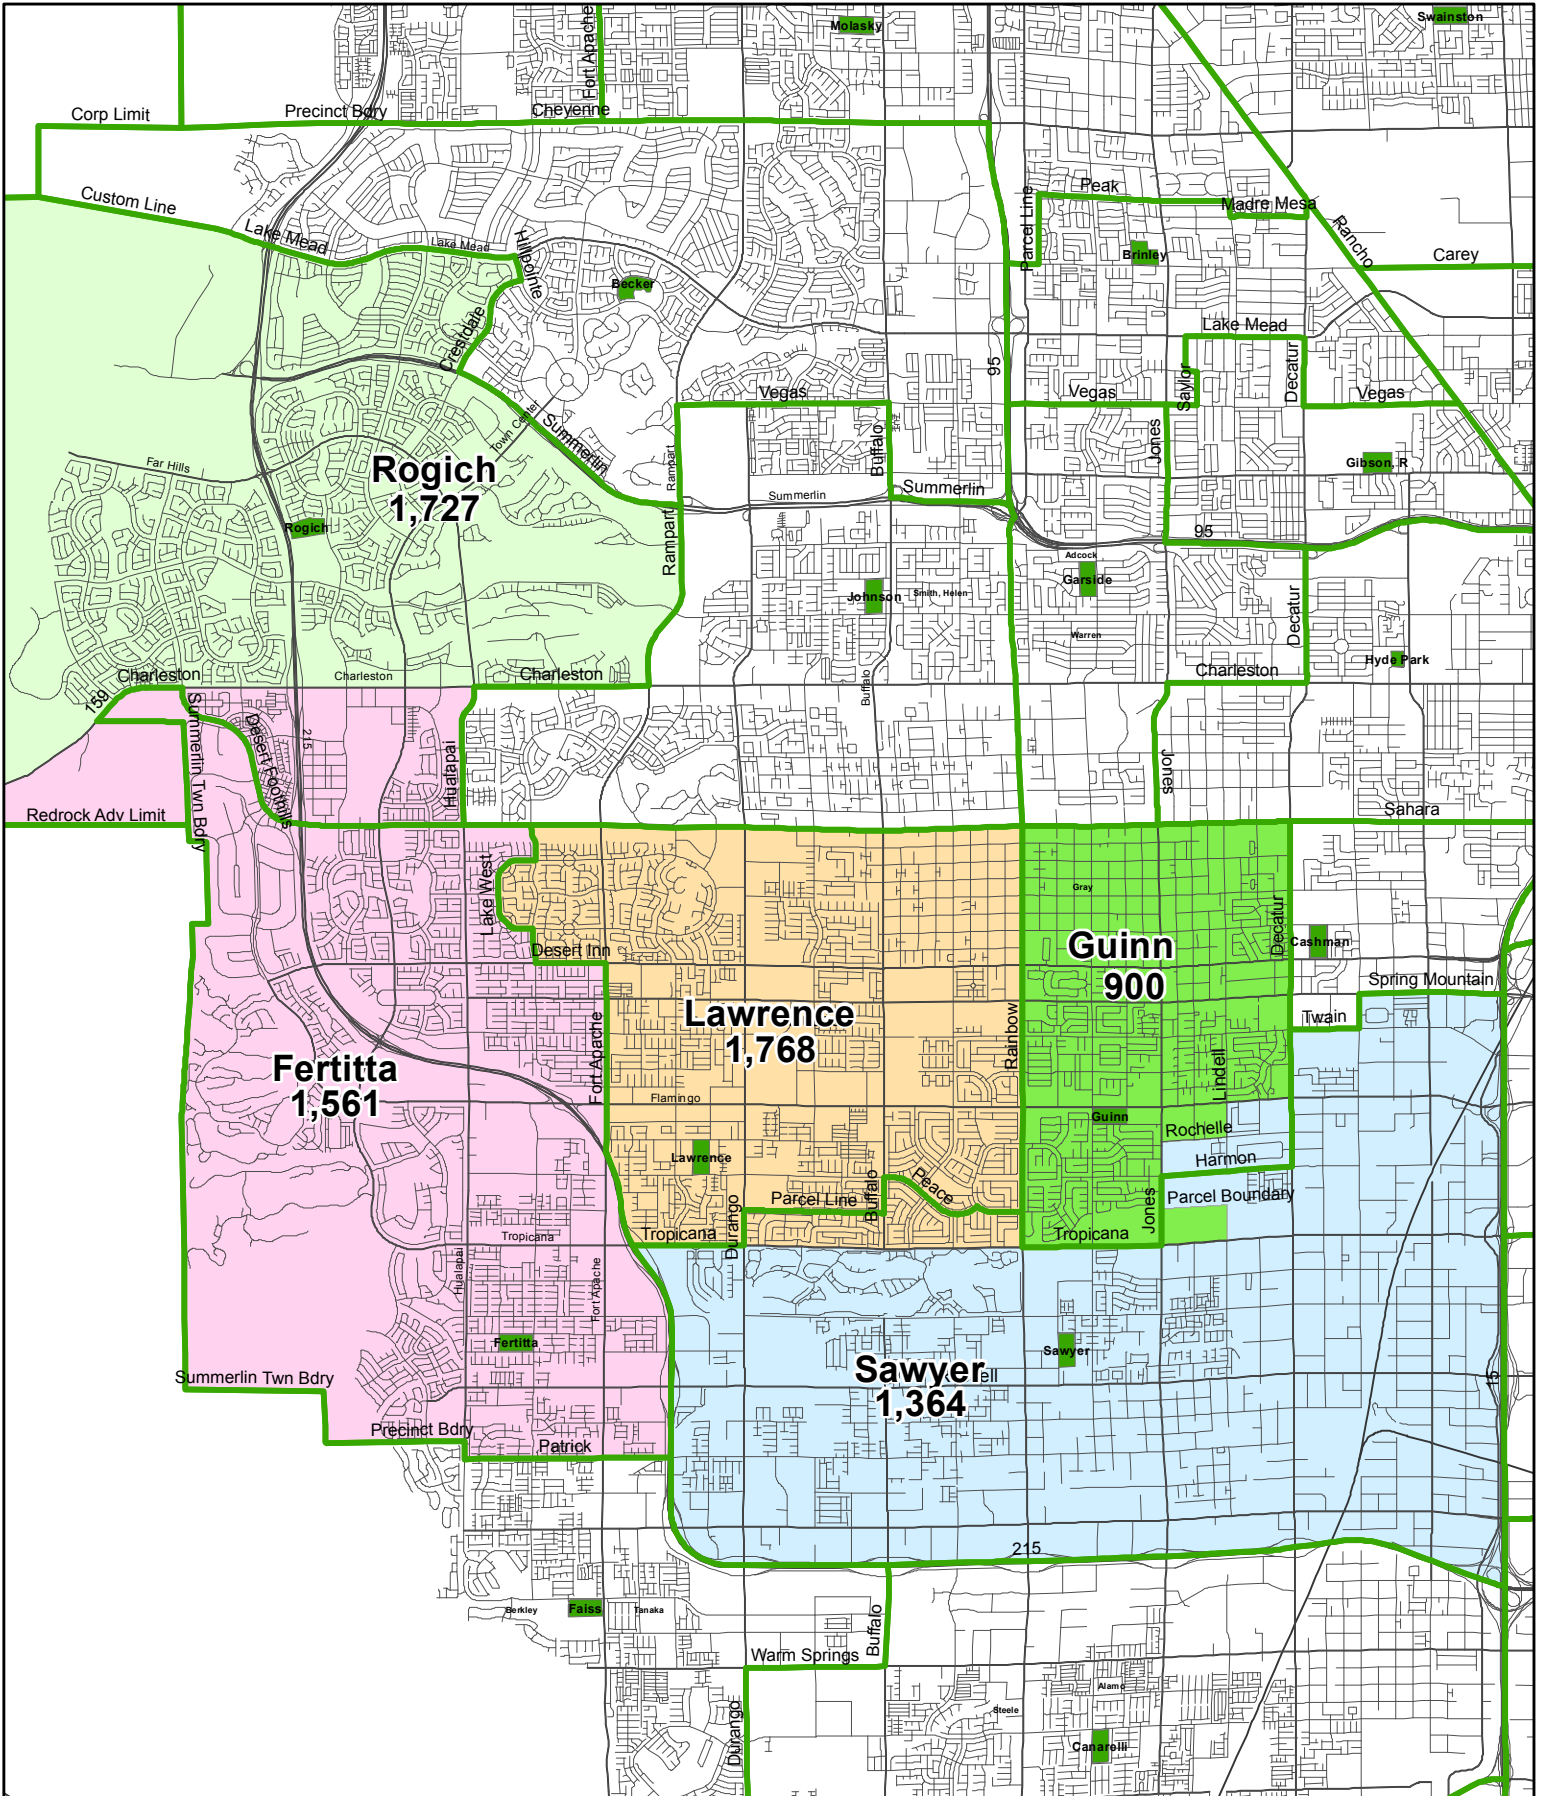 Fort Apache
Molasky
Swainston
Corp Limit
Precinct Bdry
Cheyenne
Custom Line
Lake Mead
Lake Mead
Hillpointe
Becker
Crestdale
Parcel Line
Peak
Madre Mesa
Brinley
Rancho
Carey
Lake Mead
95
Vegas
Vegas
Saylor
Decatur
Vegas
Town Center
Summerlin
Rampart
Buffalo
Jones
Far Hills
Rogich
1,727
Gibson, R
Summerlin
Summerlin
Rogich
Rampart
95
Adcock
Garside
Johnson
Smith, Helen
Warren
Decatur
Hyde Park
Charleston
Charleston
Charleston
Charleston
159
Summerlin Twn Bdry
Desert Foothills
215
Hualapai
Buffalo
Jones
Redrock Adv Limit
Sahara
Lake West
Gray
Decatur
Cashman
Desert Inn
Guinn
900
Spring Mountain
Twain
Lawrence
1,768
Rainbow
Fort Apache
Lindell
Fertitta
1,561
Flamingo
Guinn
Rochelle
Harmon
Lawrence
Peace
Buffalo
Parcel Line
Parcel Boundary
Jones
Durango
Tropicana
Tropicana
Tropicana
Hualapai
Fort Apache
Fertitta
Sawyer
Sawyer
1,364
15
Summerlin Twn Bdry
Precinct Bdry
Patrick
215
Berkley
Faiss
Tanaka
Buffalo
Warm Springs
Durango
Alamo
Steele
Canarelli